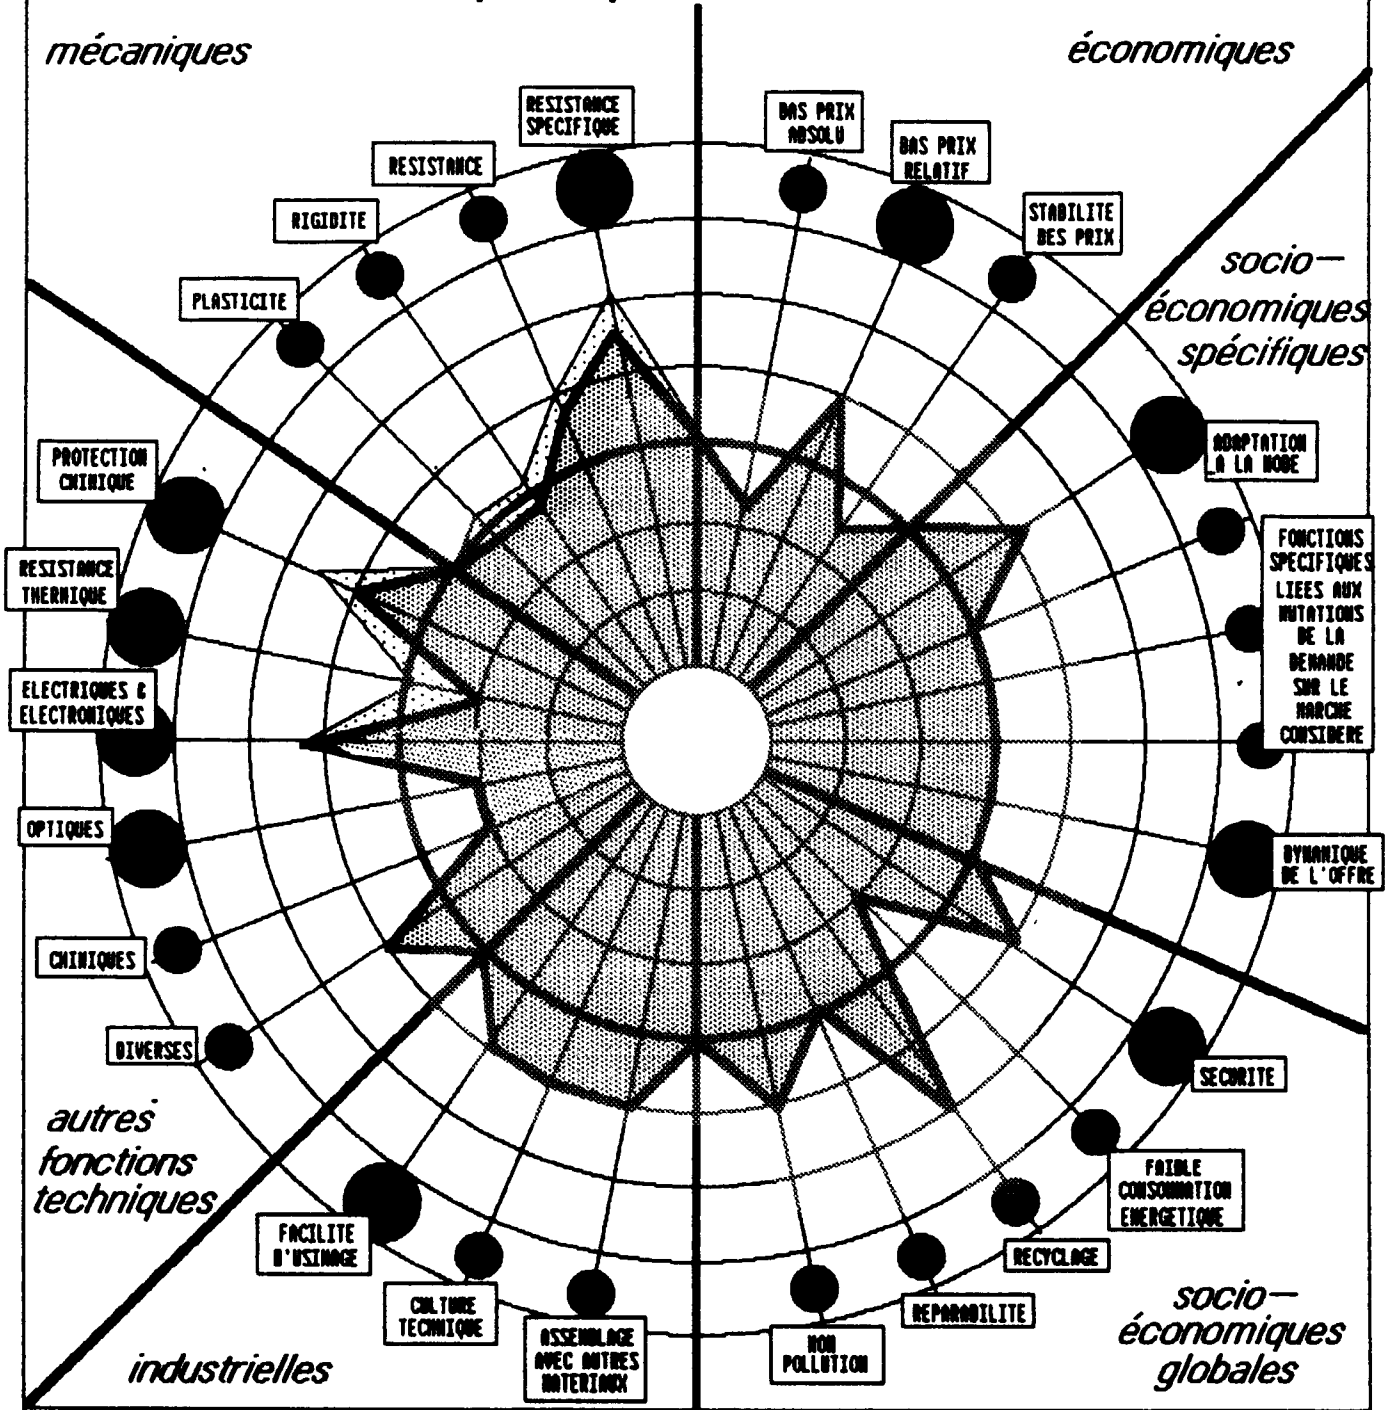 mécaniques
économiques
RESISTANCE
SPECIFIQUE
BAS PRIX
ABSOLU
BAS PRIX
RELATIF
RESISTANCE
RIGIDITE
STABILITE
DES PRIX
PLASTICITE
socio—
économiques
spécifiques
PROTECTION
CHIMIQUE
ADAPTATION
A LA MODE
RESISTANCE
THERMIQUE
FONCTIONS
SPECIFIQUES
LIEES AUX
MUTATIONS
DE LA
DEMANDE
SUR LE
MARCHE
CONSIDERE
ELECTRIQUES &
ELECTRONIQUES
OPTIQUES
DYNAMIQUE
DE L'OFFRE
CHIMIQUES
DIVERSES
SECURITE
autres
fonctions
techniques
FAIBLE
CONSOMMATION
ENERGETIQUE
FACILITE
D'USINAGE
RECYCLAGE
CULTURE
TECHNIQUE
REPARABILITE
ASSEMBLAGE
AVEC AUTRES
MATERIAUX
NON
POLLUTION
socio—
économiques
globales
industrielles